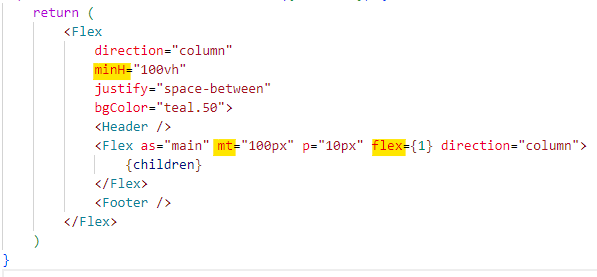 return (
<Flex
direction="column"
minH="100vh"
justify="space-between"
bgColor="teal.50">
<Header />
<Flex as="main" mt="100px" p="10px" flex={1} direction="column">
{children}
</Flex>
<Footer />
</Flex>
)
}